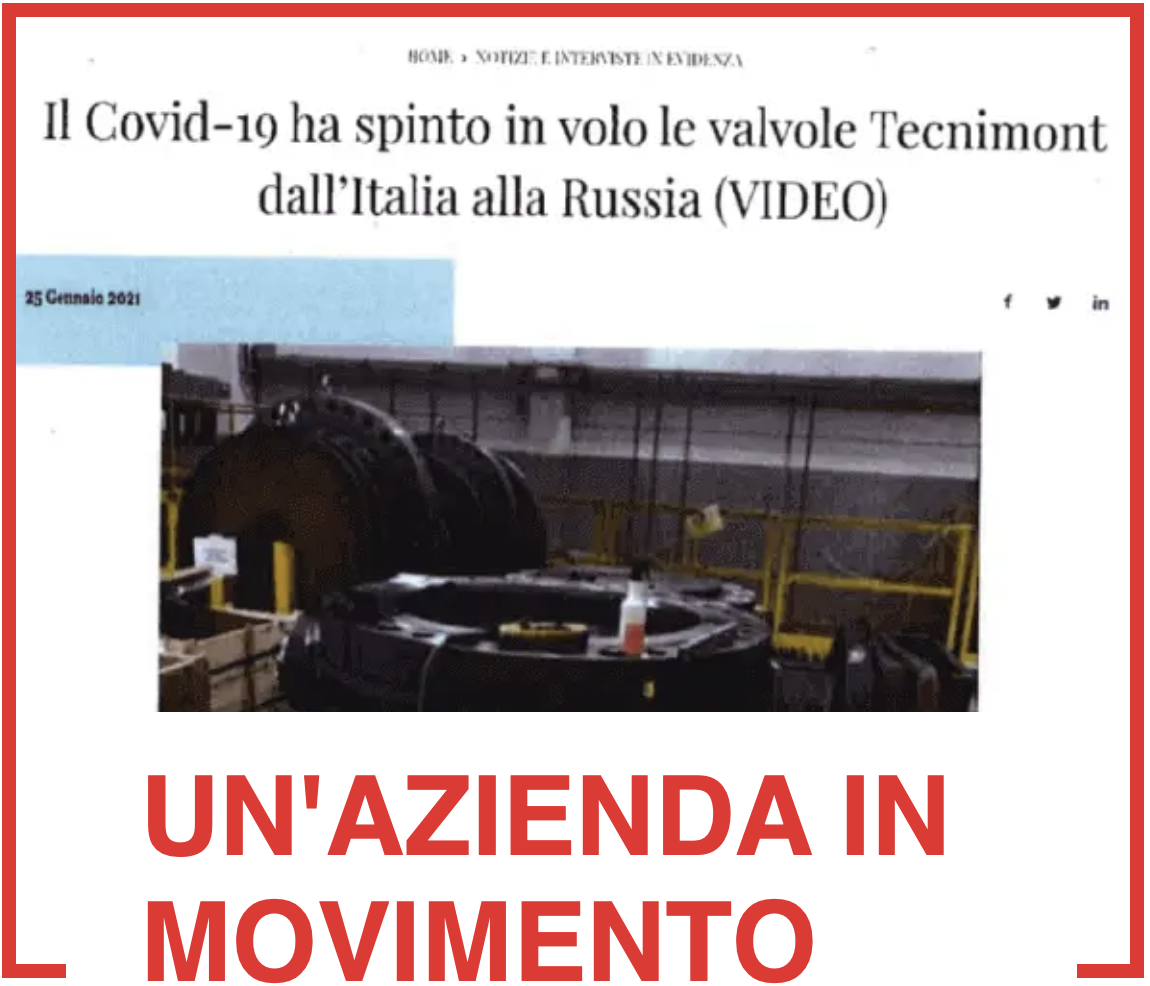 HOME › NOTIZIE E INTERVISTE IN EVIDENZA
Il Covid-19 ha spinto in volo le valvole Tecnimont
dall'Italia alla Russia (VIDEO)
25 Gennaio 2021
f in
UN'AZIENDA IN
MOVIMENTO